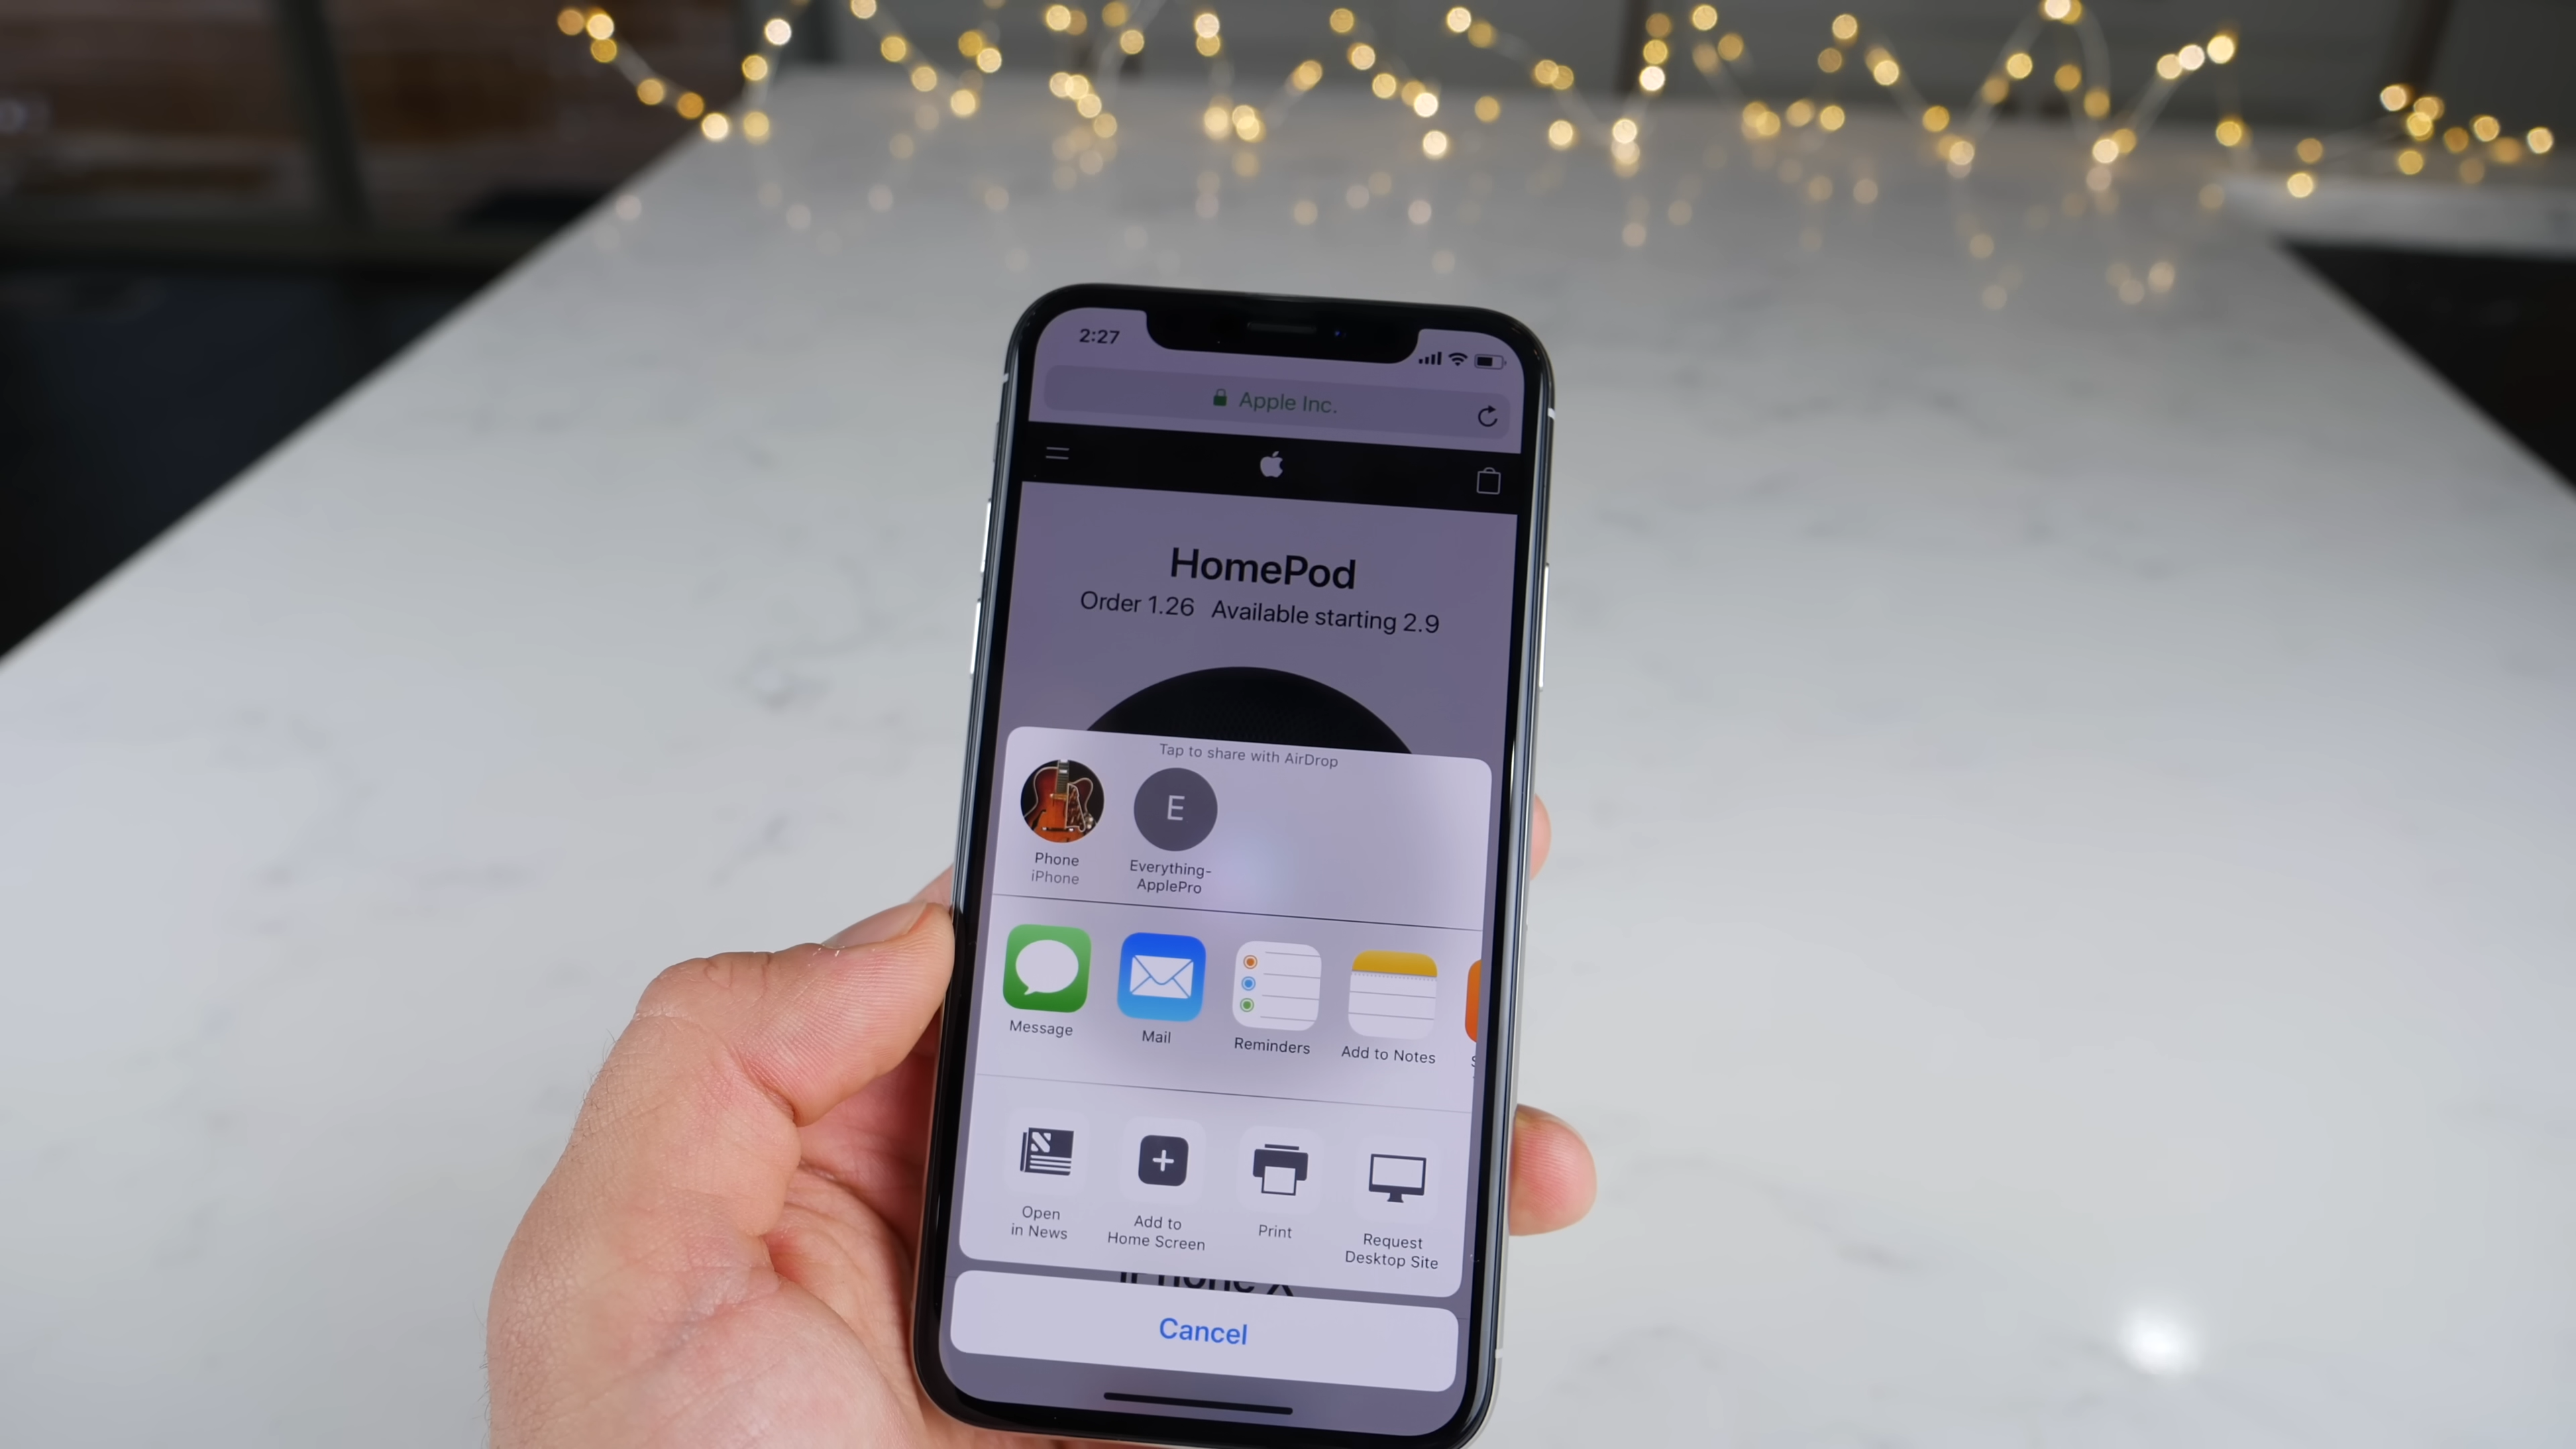 2:27
Apple Inc.
HomePod
Order 1.26 Available starting 2.9
Tap to share with AirDrop
E
Phone
iPhone
Everything-
ApplePro
Message
Mail
Reminders
Add to Notes
S
Open
in News
Add to
Home Screen
Print
Request
Desktop Site
iPhone X
Cancel